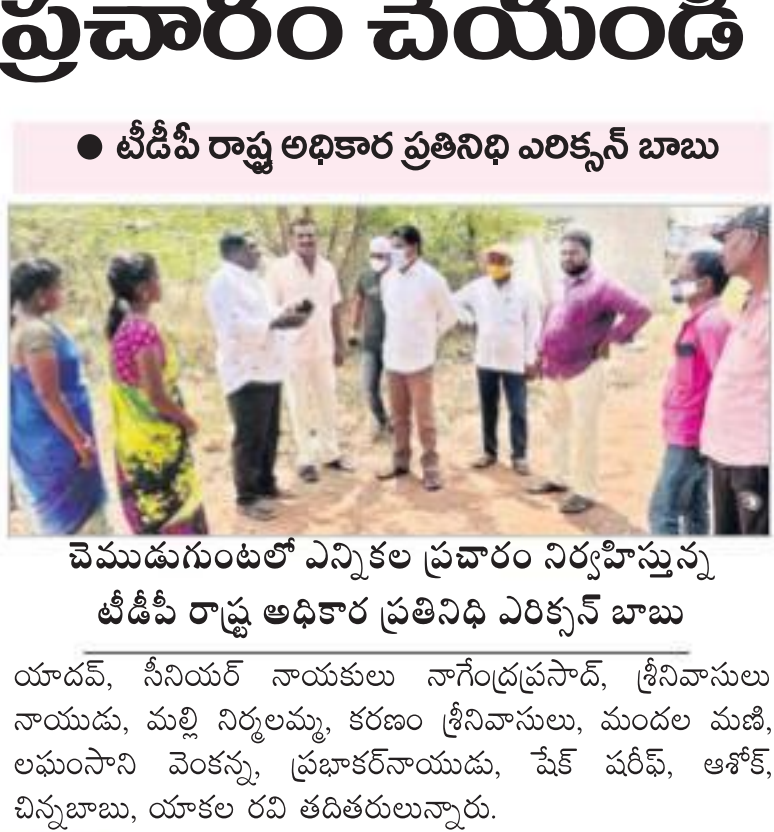 ప్రచారం చేయండి
● టీడీపీ రాష్ట్ర అధికార ప్రతినిధి ఎరిక్సన్ బాబు
చెముడుగుంటలో ఎన్నికల ప్రచారం నిర్వహిస్తున్న
టీడీపీ రాష్ట్ర అధికార ప్రతినిధి ఎరిక్సన్ బాబు
యాదవ్, సీనియర్ నాయకులు నాగేంద్రప్రసాద్, శ్రీనివాసులు
నాయుడు, మల్లి నిర్మలమ్మ, కరణం శ్రీనివాసులు, మందల మణి,
లఘంసాని వెంకన్న, ప్రభాకర్‌నాయుడు, షేక్ షరీఫ్, ఆశోక్,
చిన్నబాబు, యాకల రవి తదితరులున్నారు.